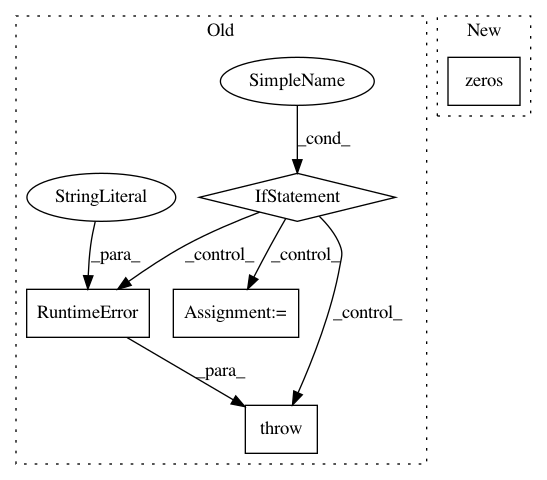 Old
New
SimpleName
zeros
_cond_
StringLiteral
IfStatement
_para_
_control_
_control_
RuntimeError
Assignment:=
_control_
_para_
throw